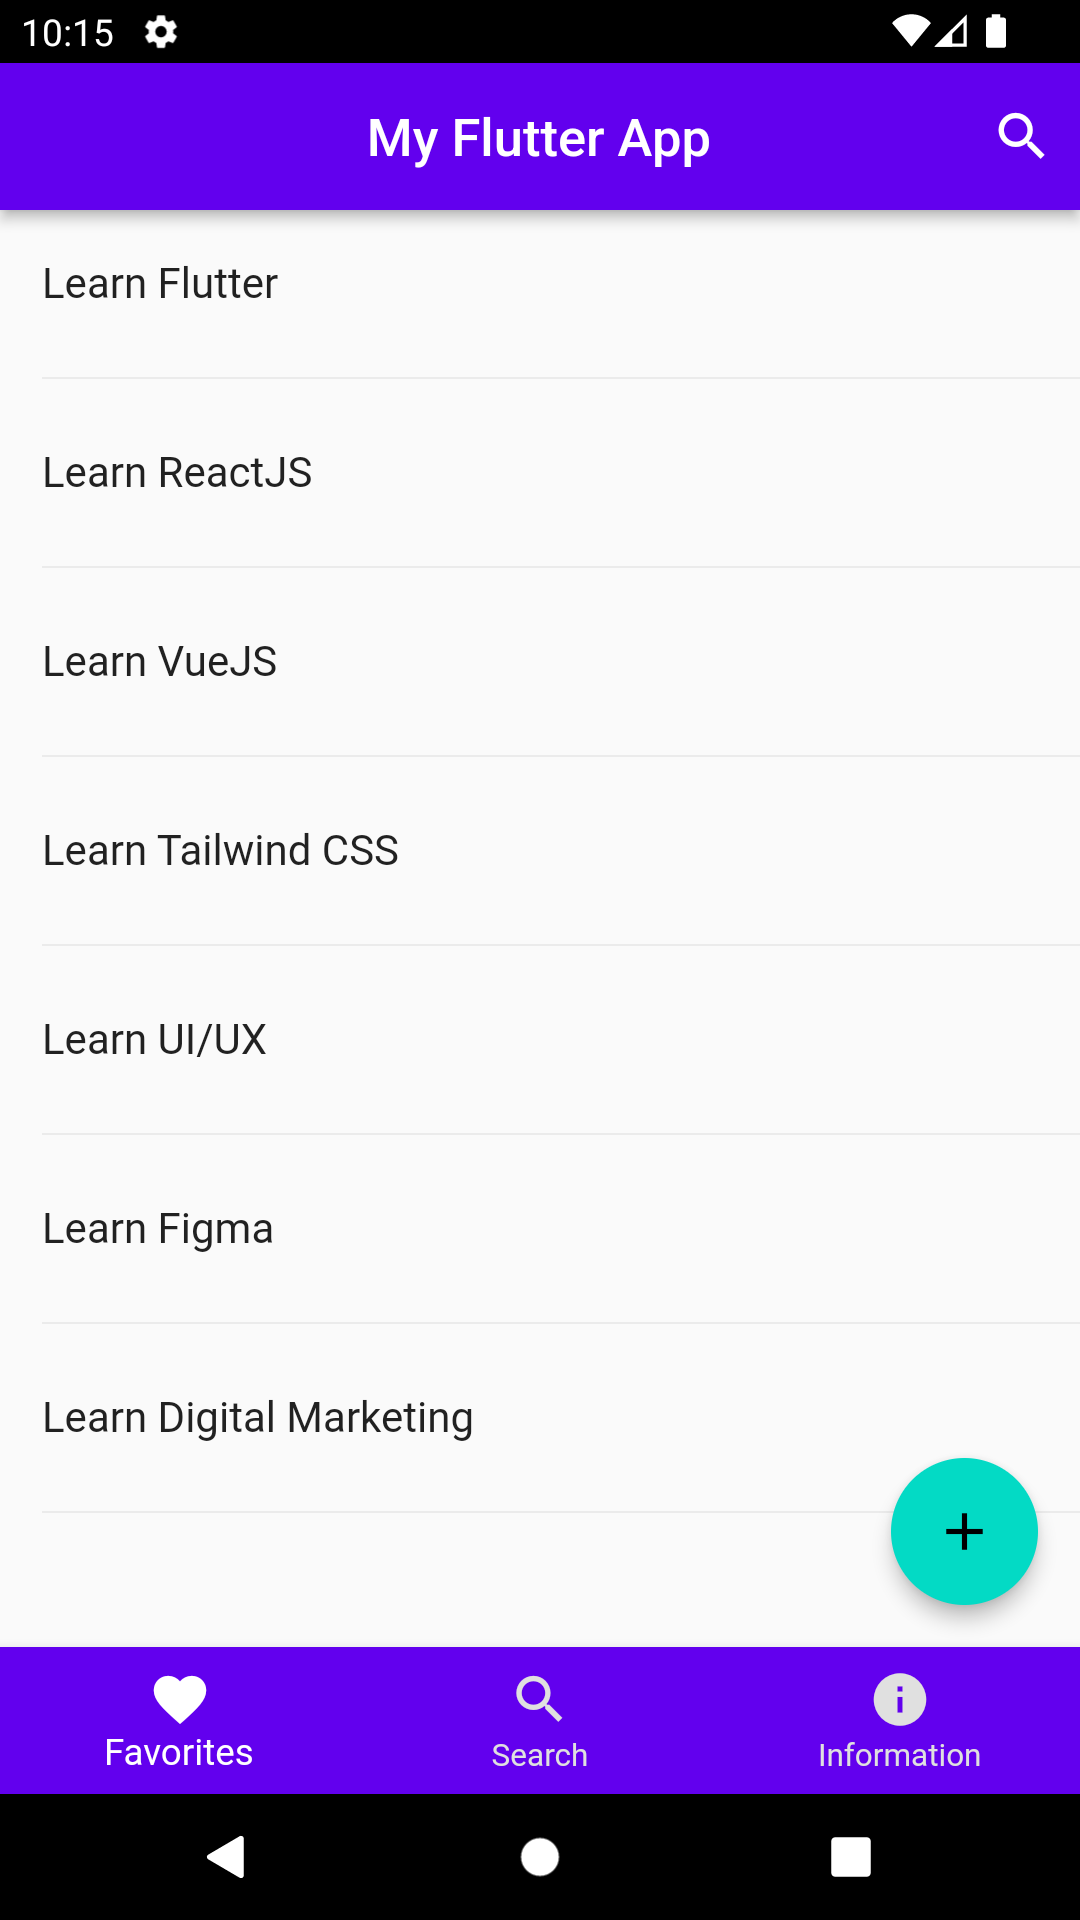 10:15
My Flutter App
Learn Flutter
Learn ReactJS
Learn VueJS
Learn Tailwind CSS
Learn UI/UX
Learn Figma
Learn Digital Marketing
Favorites
Search
Information